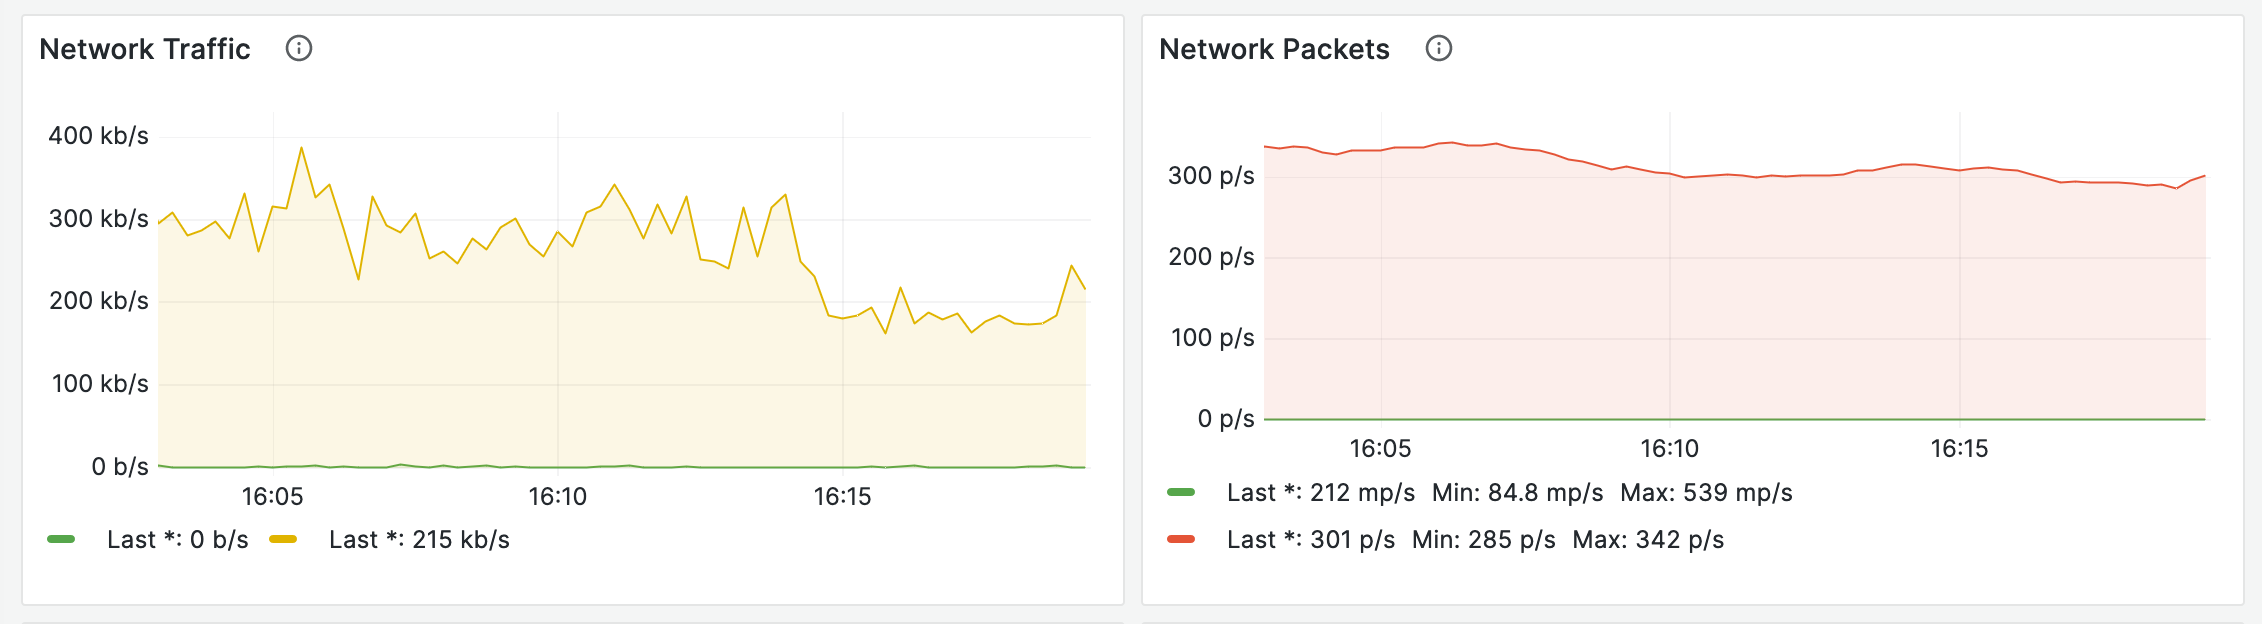 Network Traffic
400 kb/s
300 kb/s
200 kb/s
100 kb/s
0 b/s
16:05 16:10 16:15
Last *: 0 b/s Last *: 215 kb/s
Network Packets
300 p/s
200 p/s
100 p/s
0 p/s
16:05 16:10 16:15
Last *: 212 mp/s Min: 84.8 mp/s Max: 539 mp/s
Last *: 301 p/s Min: 285 p/s Max: 342 p/s